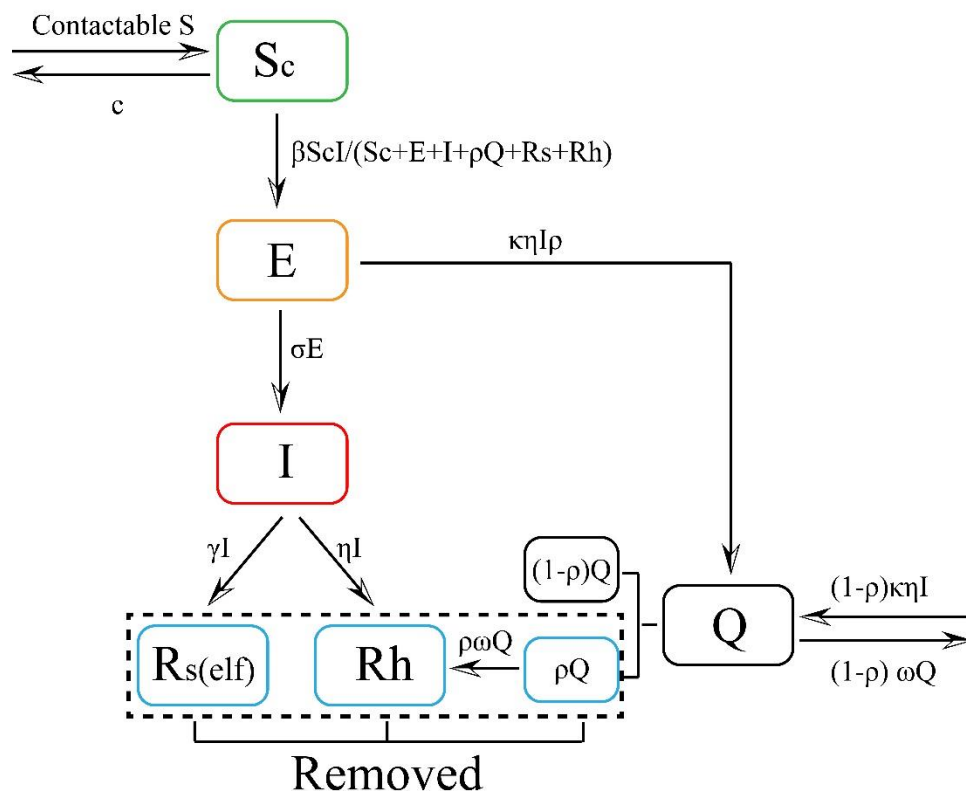 Contactable S
Sc
c
βScI/(Sc+E+I+ρQ+Rs+Rh)
E
κηIρ
σE
I
γI
ηI
(1-ρ)Q
Q
(1-ρ)κηI
(1-ρ) ωQ
Rs(elf)
Rh
ρωQ
ρQ
Removed